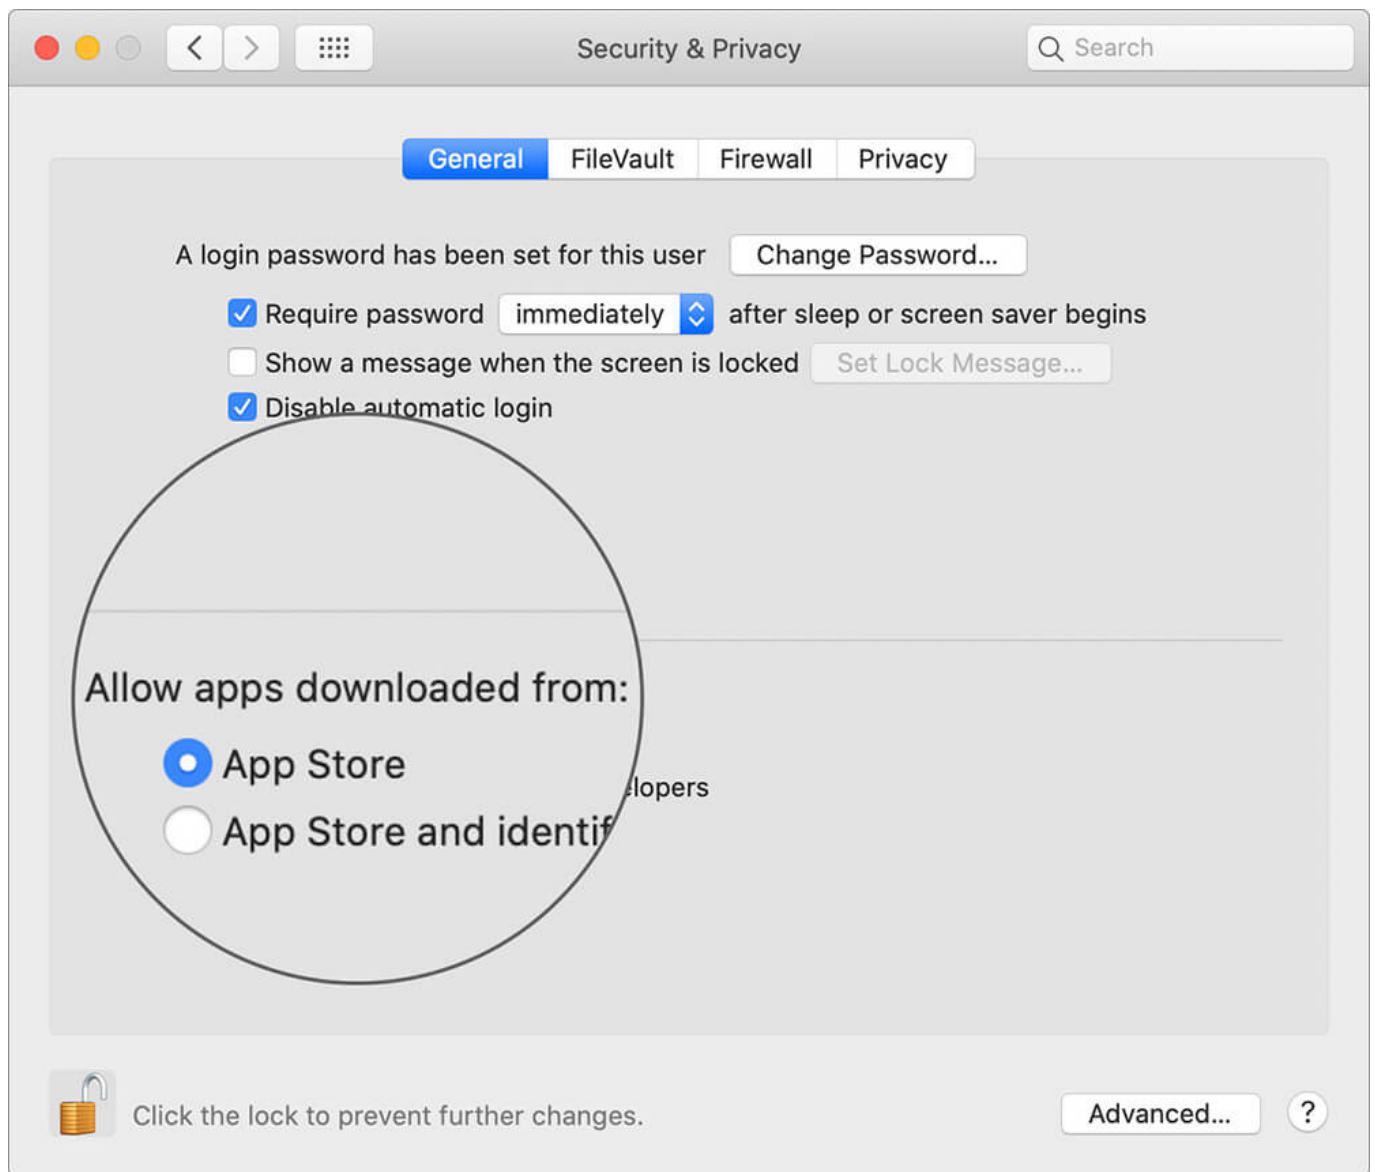 Security & Privacy
Search
General FileVault Firewall Privacy
A login password has been set for this user Change Password...
Require password immediately after sleep or screen saver begins
Show a message when the screen is locked Set Lock Message...
Disable automatic login
Allow apps downloaded from:
App Store
App Store and identif
elopers
Click the lock to prevent further changes.
Advanced... ?